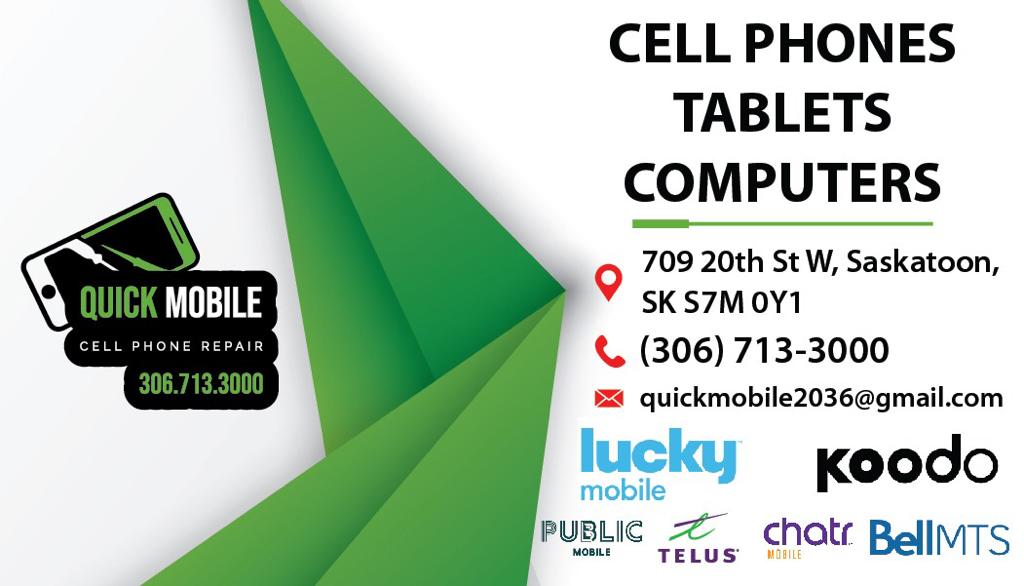 QUICK MOBILE
CELL PHONE REPAIR
306.713.3000
CELL PHONES
TABLETS
COMPUTERS
709 20th St W, Saskatoon,
SK S7M 0Y1
(306) 713-3000
quickmobile2036@gmail.com
lucky™
mobile
koodo
PUBLIC
MOBILE
TELUS®
chatr
MOBILE
BellMTS